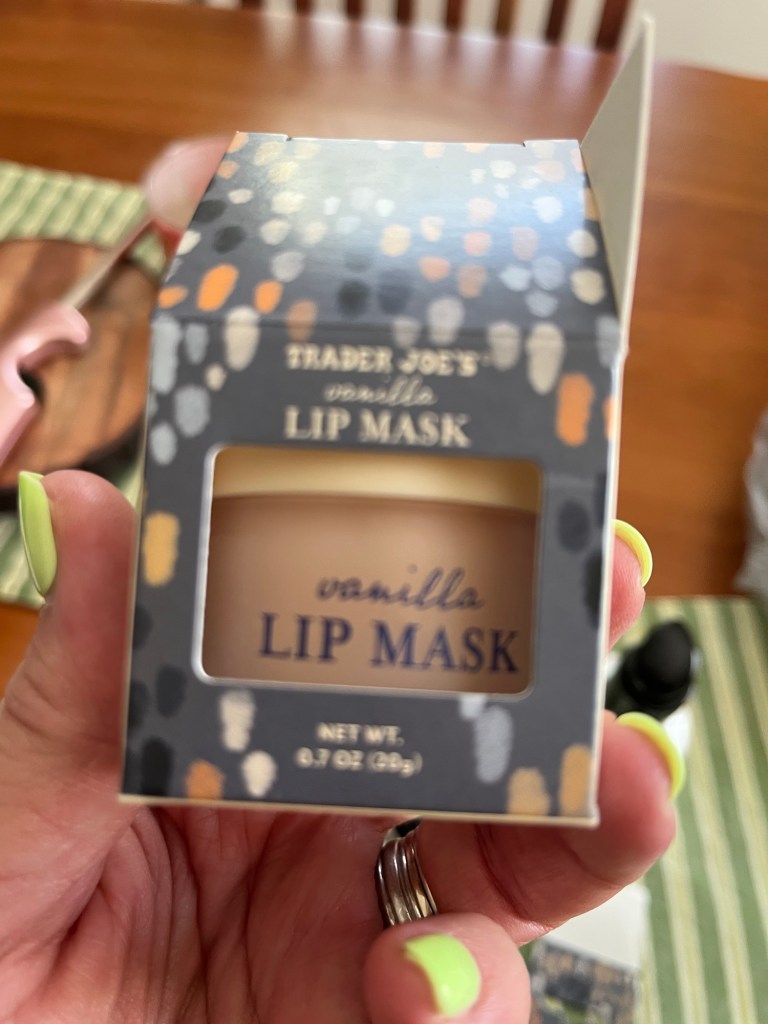 TRADER JOE'S
vanilla
LIP MASK
vanilla
LIP MASK
NET WT.
0.7 OZ (20g)